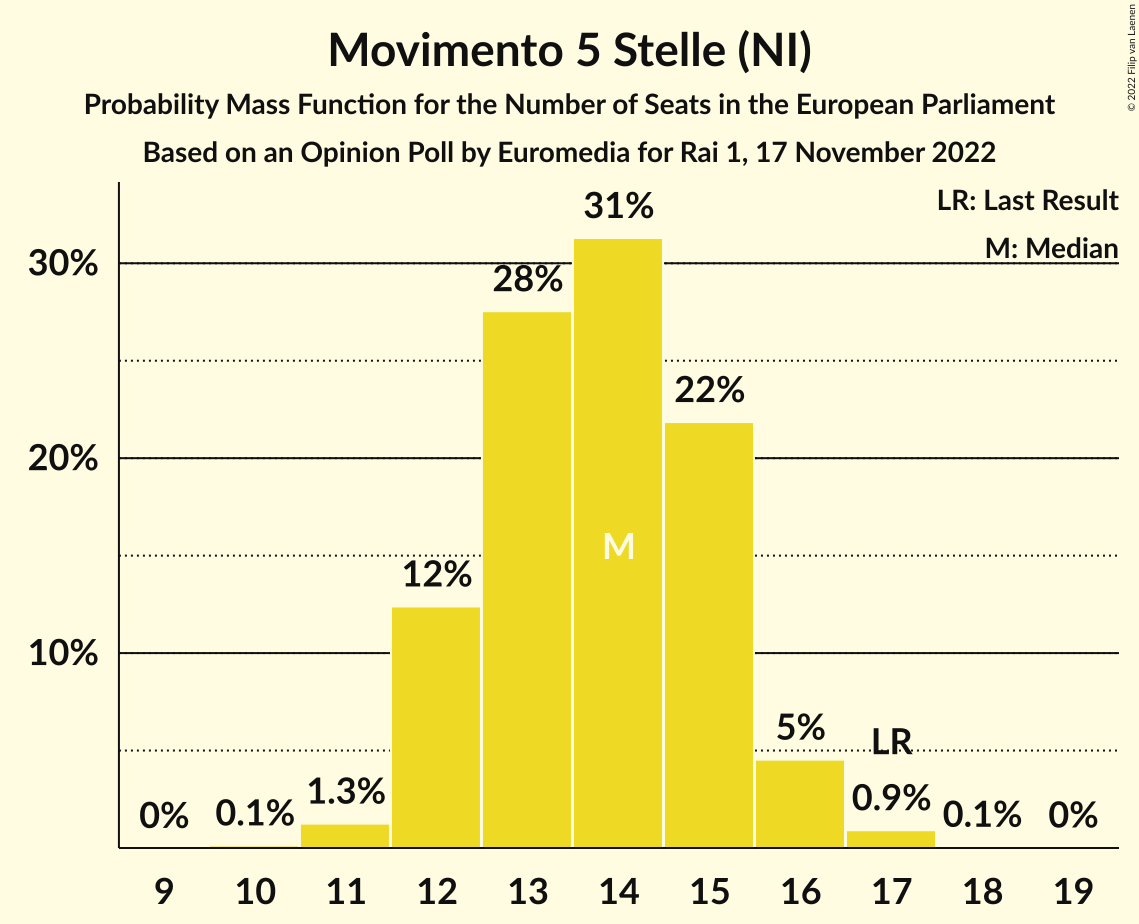 Movimento 5 Stelle (NI)
Probability Mass Function for the Number of Seats in the European Parliament
Based on an Opinion Poll by Euromedia for Rai 1, 17 November 2022
© 2022 Filip van Laenen
LR: Last Result
M: Median
30%
20%
10%
0%
0.1%
1.3%
12%
28%
31%
22%
5%
0.9%
0.1%
0%
M
LR
9 10 11 12 13 14 15 16 17 18 19